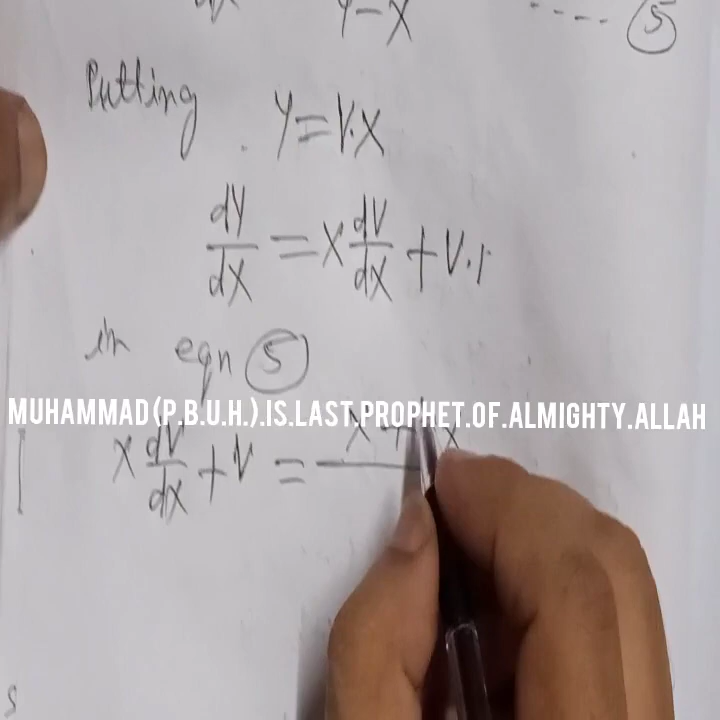 Y-X ---- 5
Putting Y=V.X
dY/dX = X dV/dX + V.1
in eqn 5
MUHAMMAD(P.B.U.H.).IS.LAST.PROPHET.OF.ALMIGHTY.ALLAH
X dV/dX + V = X+ X